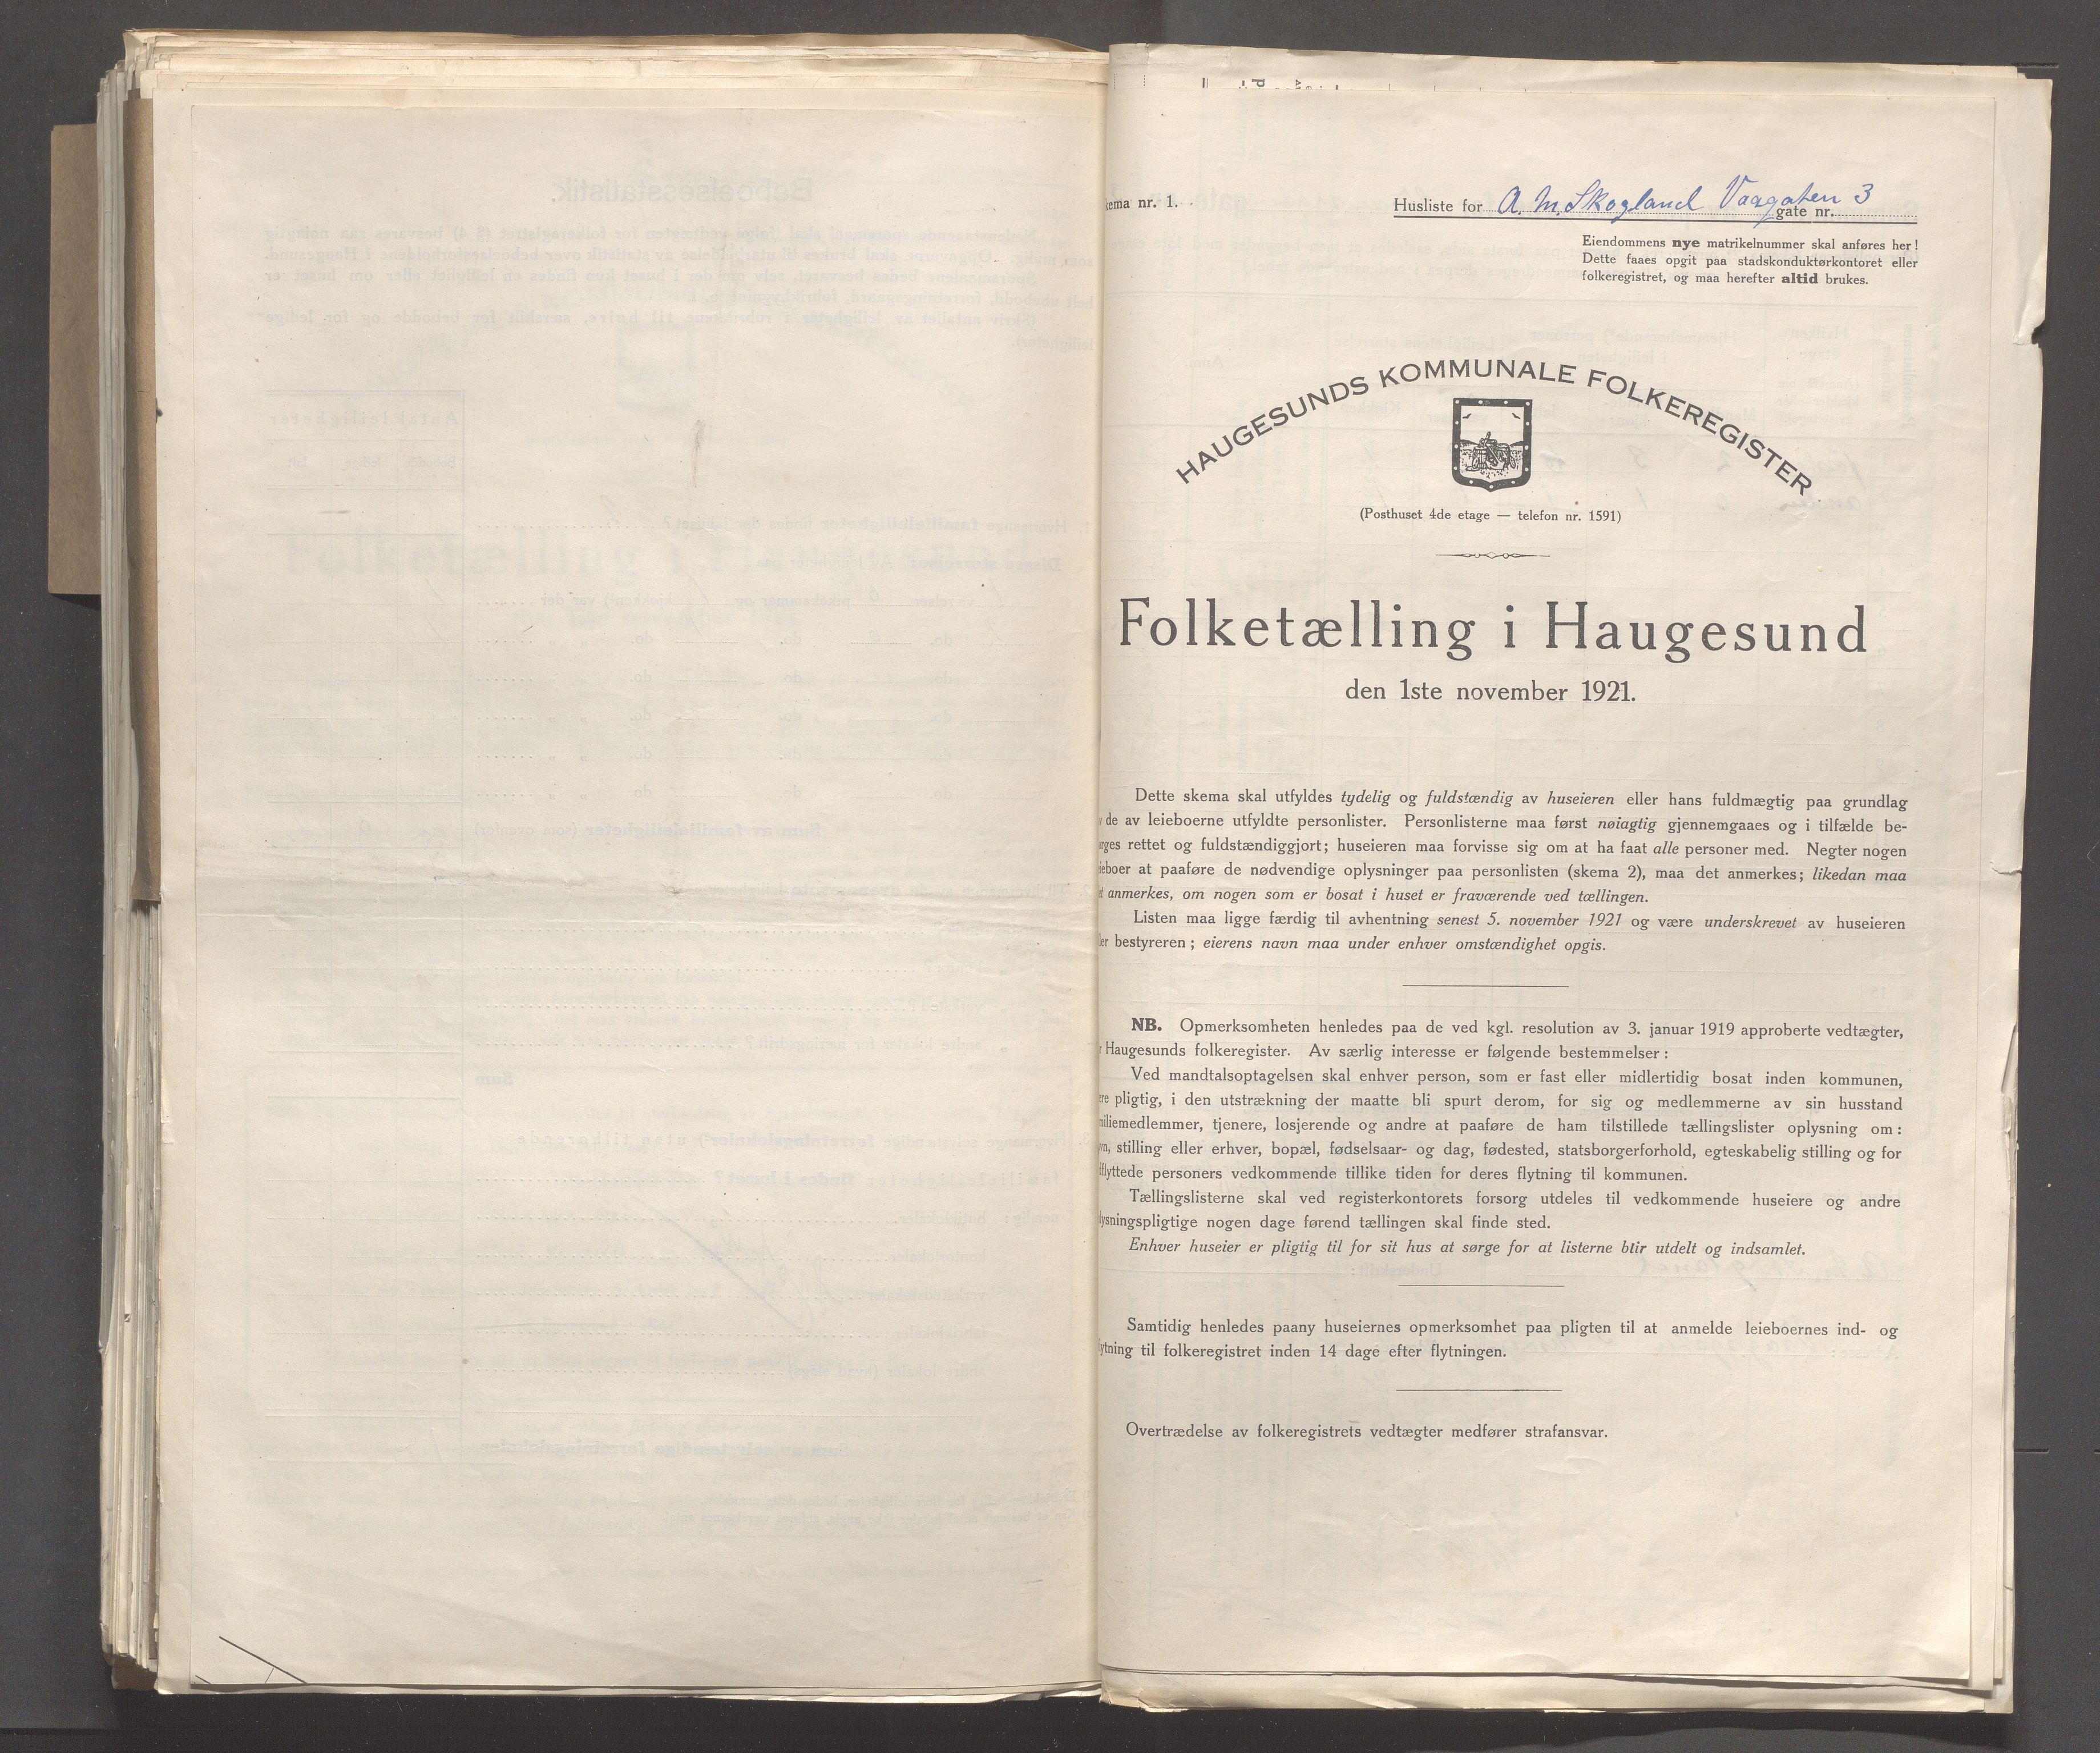 Skema nr. 1.
Husliste for A. M. Skogland Vaagaten 3 gate nr.
Eiendommens nye matrikelnummer skal anføres her!
Dette faaes opgit paa stadskonduktørkontoret eller
folkeregistret, og maa herefter altid brukes.
HAUGESUNDS KOMMUNALE FOLKEREGISTER
(Posthuset 4de etage — telefon nr. 1591)
Folketælling i Haugesund
den 1ste november 1921.
Dette skema skal utfyldes tydelig og fuldstændig av huseieren eller hans fuldmægtig paa grundlag
de av leieboerne utfyldte personlister. Personlisterne maa først nøiagtig gjennemgaaes og i tilfælde be-
rettet og fuldstændiggjort; huseieren maa forvisse sig om at ha faat alle personer med. Negter nogen
at paaføre de nødvendige oplysninger paa personlisten (skema 2), maa det anmerkes; likedan maa
anmerkes, om nogen som er bosat i huset er fraværende ved tællingen.
Listen maa ligge færdig til avhentning senest 5. november 1921 og være underskrevet av huseieren
bestyreren; eierens navn maa under enhver omstændighet opgis.
NB. Opmerksomheten henledes paa de ved kgl. resolution av 3. januar 1919 approberte vedtægter,
Haugesunds folkeregister. Av særlig interesse er følgende bestemmelser:
Ved mandtalsoptagelsen skal enhver person, som er fast eller midlertidig bosat inden kommunen,
pligtig, i den utstrækning der maatte bli spurt derom, for sig og medlemmerne av sin husstand
familiemedlemmer, tjenere, losjerende og andre at paaføre de ham tilstillede tællingslister oplysning om:
stilling eller erhver, bopæl, fødselsaar- og dag, fødested, statsborgerforhold, egteskabelig stilling og for
personers vedkommende tillike tiden for deres flytning til kommunen.
Tællingslisterne skal ved registerkontorets forsorg utdeles til vedkommende huseiere og andre
nogen dage førend tællingen skal finde sted.
Enhver huseier er pligtig til for sit hus at sørge for at listerne blir utdelt og indsamlet.
Samtidig henledes paany huseiernes opmerksomhet paa pligten til at anmelde leieboernes ind- og
til folkeregistret inden 14 dage efter flytningen.
Overtrædelse av folkeregistrets vedtægter medfører strafansvar.